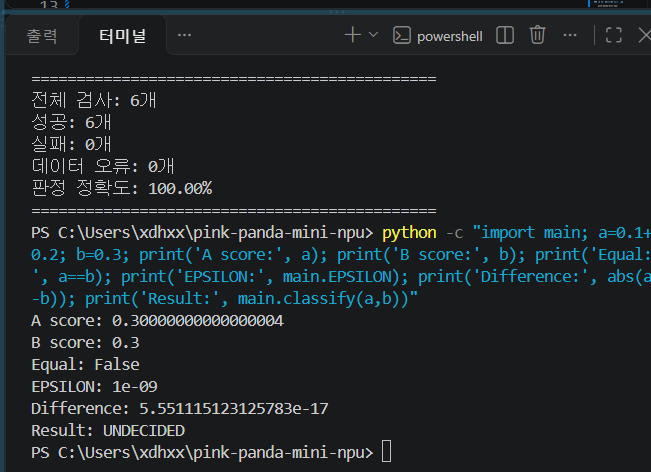 13
출력 터미널 ··· powershell ···
=============================================
전체 검사: 6개
성공: 6개
실패: 0개
데이터 오류: 0개
판정 정확도: 100.00%
=============================================
PS C:\Users\xdhxx\pink-panda-mini-npu> python -c "import main; a=0.1+
0.2; b=0.3; print('A score:', a); print('B score:', b); print('Equal:
', a==b); print('EPSILON:', main.EPSILON); print('Difference:', abs(a
-b)); print('Result:', main.classify(a,b))"
A score: 0.30000000000000004
B score: 0.3
Equal: False
EPSILON: 1e-09
Difference: 5.551115123125783e-17
Result: UNDECIDED
PS C:\Users\xdhxx\pink-panda-mini-npu>